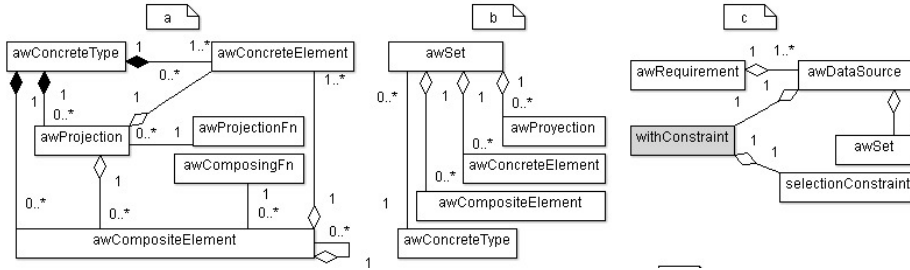 a
awConcreteType
1
1..*
awConcreteElement
0..*
1
1
1
0..*
0..*
1..*
awProjection
1
awProjectionFn
awComposingFn
1
1
1
0..*
0..*
0..*
0..*
awCompositeElement
1
b
awSet
0..*
1
1
1
0..*
awProyection
0..*
awConcreteElement
0..*
awCompositeElement
1
awConcreteType
c
awRequirement
1
1..*
awDataSource
1
1
withConstraint
1
1
awSet
selectionConstraint